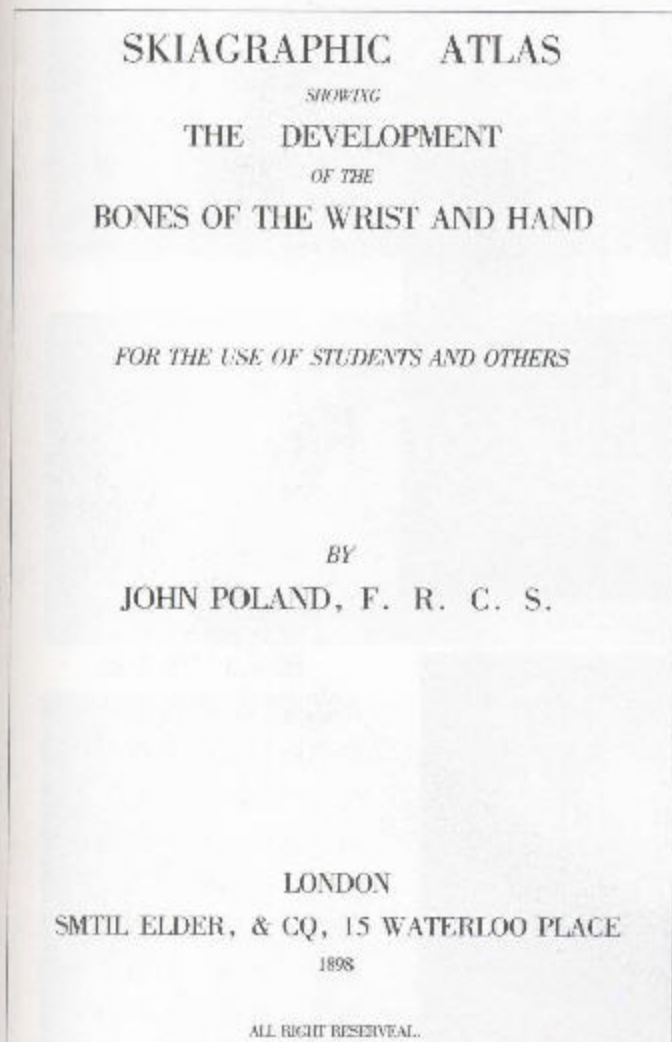 SKIAGRAPHIC ATLAS
SHOWING
THE DEVELOPMENT
OF THE
BONES OF THE WRIST AND HAND
FOR THE USE OF STUDENTS AND OTHERS
BY
JOHN POLAND, F. R. C. S.
LONDON
SMTIL ELDER, & CQ, 15 WATERLOO PLACE
1898
ALL RIGHT RESERVEAL.